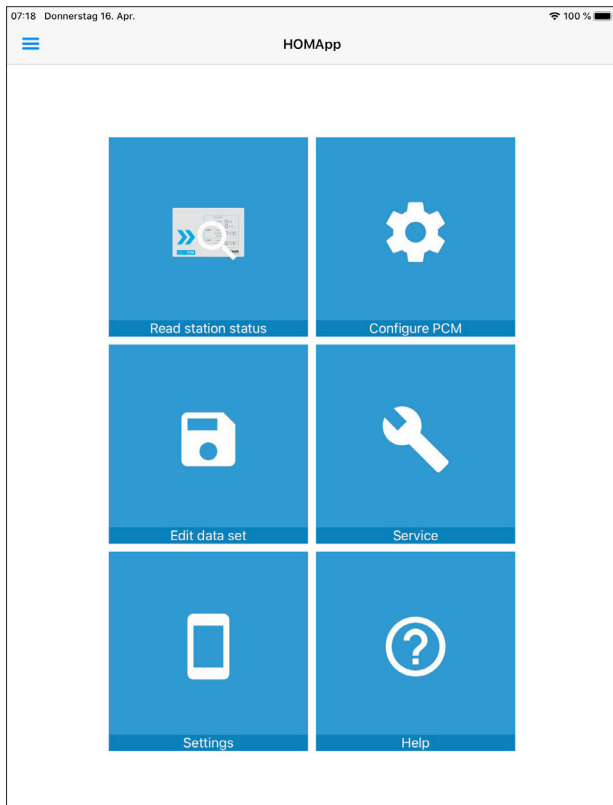 07:18 Donnerstag 16. Apr.
100 %
HOMApp
Read station status
Configure PCM
Edit data set
Service
Settings
Help